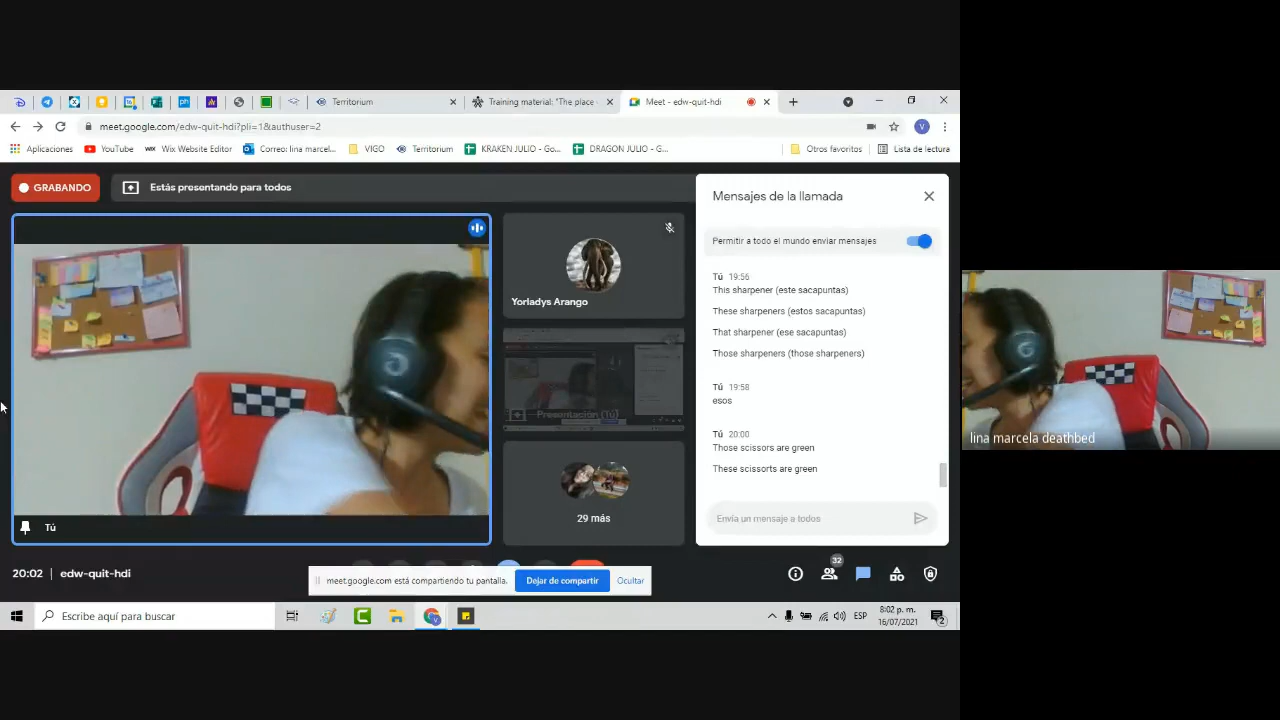 Territorium
Training material: "The place
Meet - edw-quit-hdi
meet.google.com/edw-quit-hdi?pli=1&authuser=2
Aplicaciones
YouTube
WIX Wix Website Editor
Correo: lina marcel...
VIGO
Territorium
KRAKEN JULIO - Go...
DRAGON JULIO - G...
Otros favoritos
Lista de lectura
GRABANDO
Estás presentando para todos
Tú
Yorladys Arango
Presentación (Tú)
29 más
Mensajes de la llamada
Permitir a todo el mundo enviar mensajes
Tú 19:56
This sharpener (este sacapuntas)
These sharpeners (estos sacapuntas)
That sharpener (ese sacapuntas)
Those sharpeners (those sharpeners)
Tú 19:58
esos
Tú 20:00
Those scissors are green
These scissorts are green
Envía un mensaje a todos
lina marcela deathbed
20:02 | edw-quit-hdi
meet.google.com está compartiendo tu pantalla.
Dejar de compartir
Ocultar
32
Escribe aquí para buscar
ESP
8:02 p. m.
16/07/2021
2